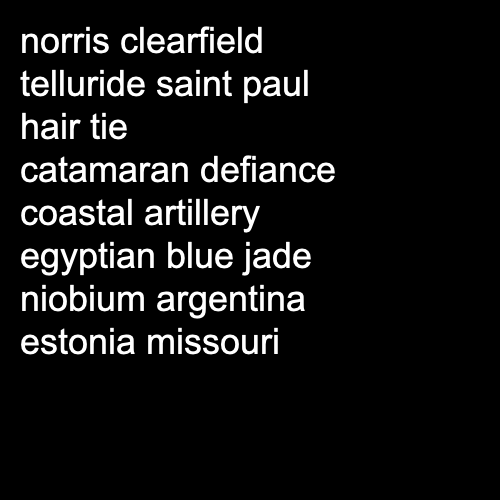 norris clearfield
telluride saint paul
hair tie
catamaran defiance
coastal artillery
egyptian blue jade
niobium argentina
estonia missouri